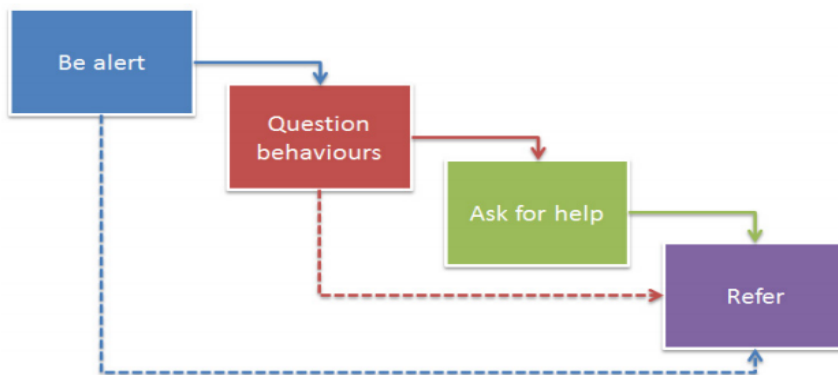 Be alert
Question
behaviours
Ask for help
Refer